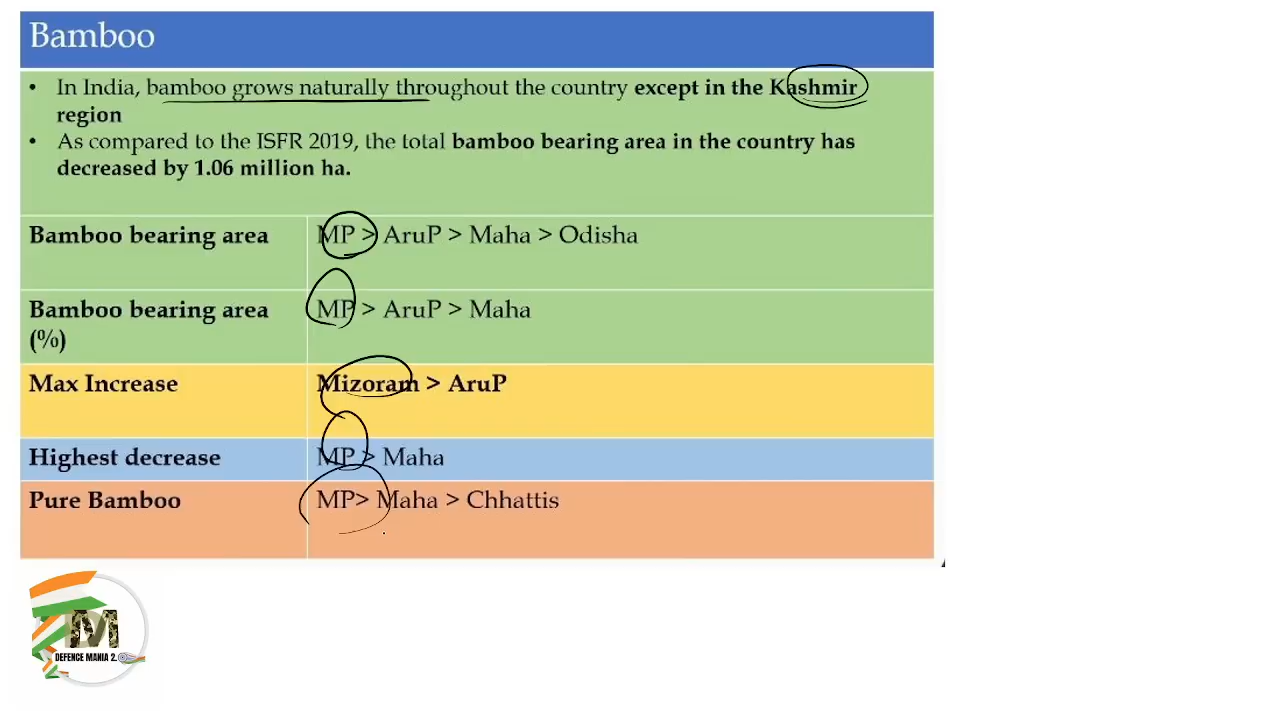 Bamboo
• In India, bamboo grows naturally throughout the country except in the Kashmir
region
• As compared to the ISFR 2019, the total bamboo bearing area in the country has
decreased by 1.06 million ha.
Bamboo bearing area MP > AruP > Maha > Odisha
Bamboo bearing area MP > AruP > Maha
(%)
Max Increase Mizoram > AruP
Highest decrease MP > Maha
Pure Bamboo MP> Maha > Chhattis
M
DEFENCE MANIA 2.